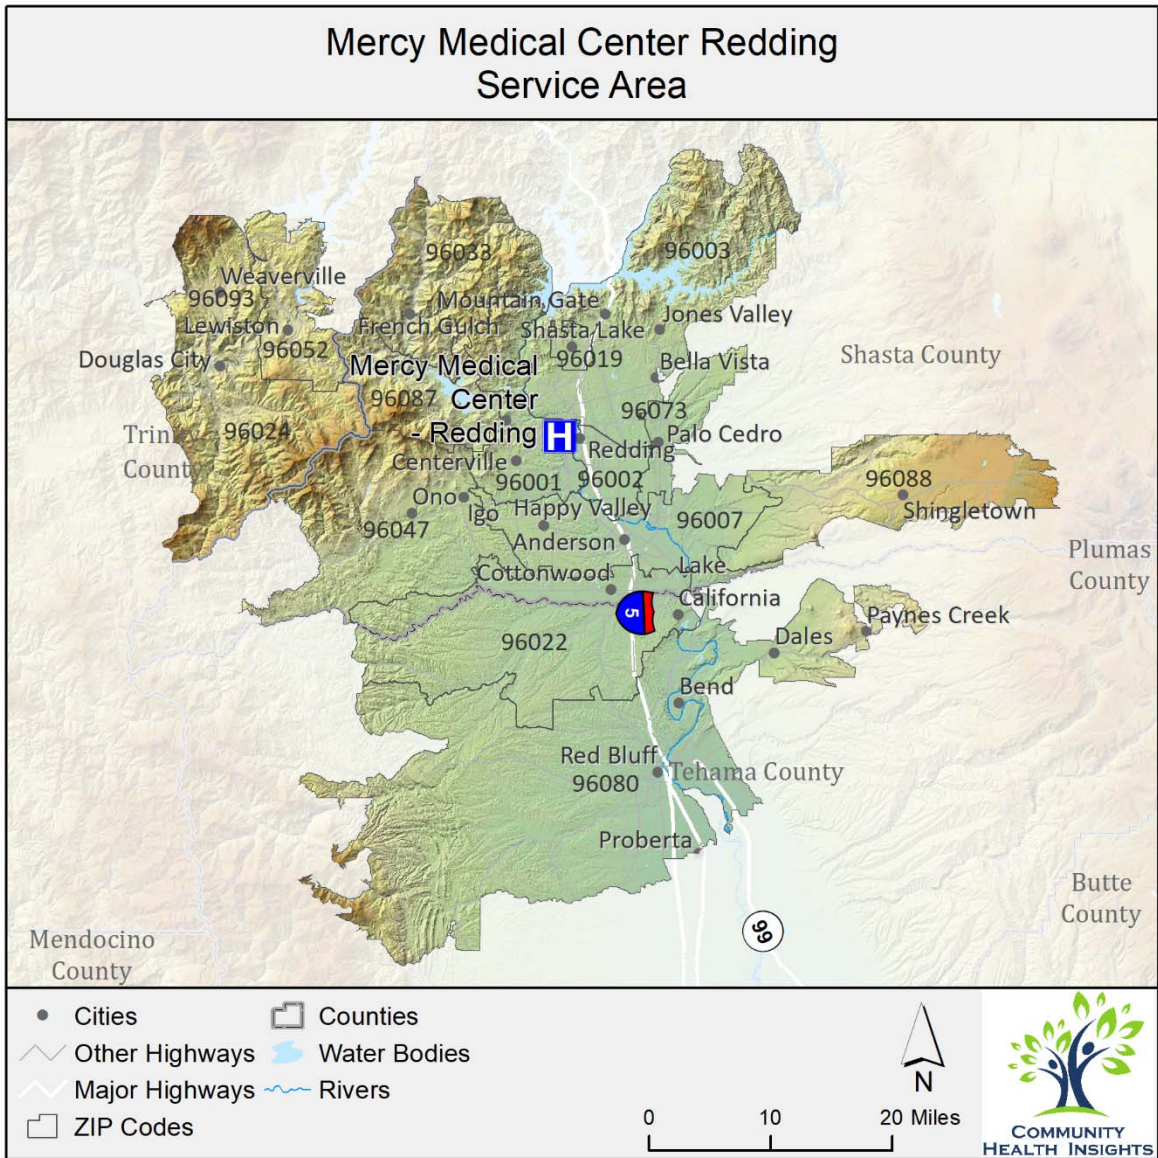 Mercy Medical Center Redding
Service Area
96033
96003
Weaverville
96093
Mountain Gate
Lewiston
French Gulch
Shasta Lake
Jones Valley
96052
96019
Douglas City
Mercy Medical
Center
- Redding
H
Bella Vista
Shasta County
96087
96073
Trinity
County
96024
Redding
Palo Cedro
Centerville
96001
96002
96088
Ono
Igo
Happy Valley
96007
Shingletown
96047
Anderson
Plumas
County
Cottonwood
Lake
California
5
Paynes Creek
96022
Dales
Bend
Red Bluff
96080
Tehama County
Proberta
Butte
County
99
Mendocino
County
Cities
Counties
Other Highways
Water Bodies
Major Highways
Rivers
ZIP Codes
N
0 10 20 Miles
COMMUNITY
HEALTH INSIGHTS